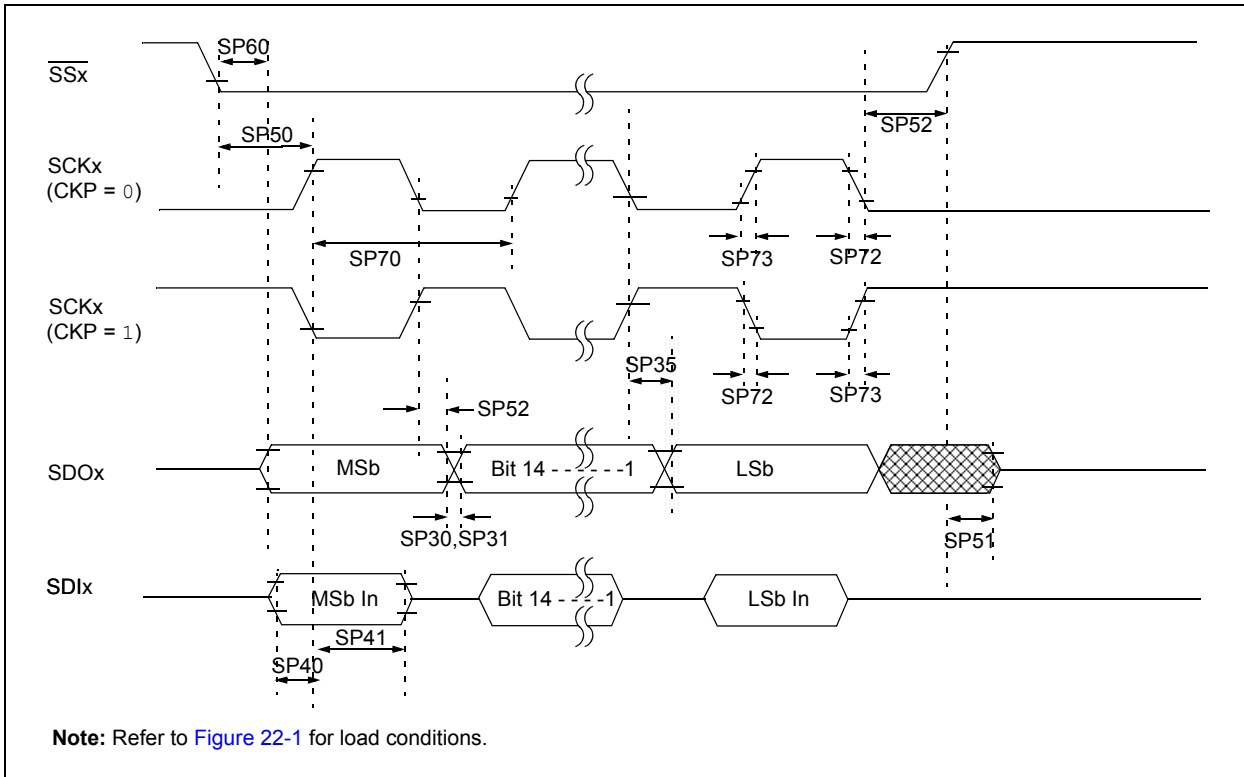 SP60
SSx
SP50
SP52
SCKx
(CKP = 0)
SP70
SP73
SP72
SCKx
(CKP = 1)
SP35
SP72
SP73
SP52
SDOx
MSb
Bit 14 - - - - - -1
LSb
SP30,SP31
SP51
SDIx
MSb In
Bit 14 - - - -1
LSb In
SP41
SP40
Note: Refer to Figure 22-1 for load conditions.